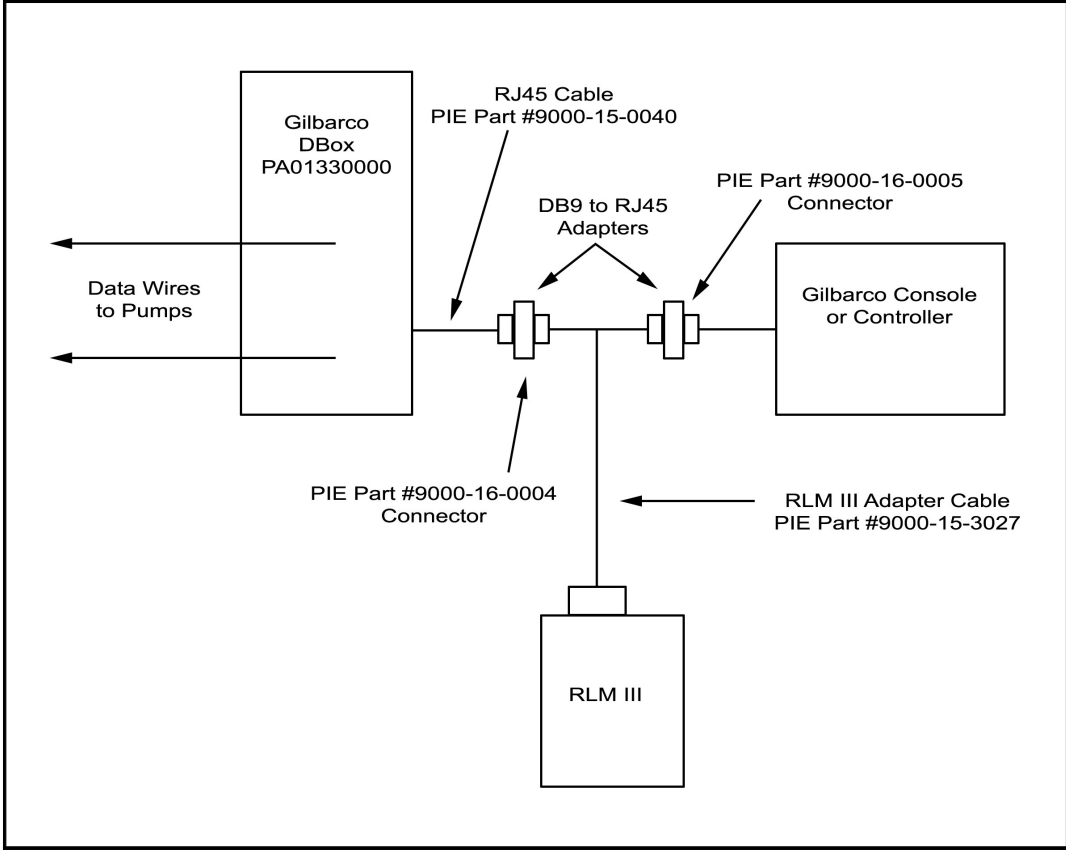 Gilbarco
DBox
PA01330000
RJ45 Cable
PIE Part #9000-15-0040
DB9 to RJ45
Adapters
PIE Part #9000-16-0005
Connector
Data Wires
to Pumps
Gilbarco Console
or Controller
PIE Part #9000-16-0004
Connector
RLM III Adapter Cable
PIE Part #9000-15-3027
RLM III